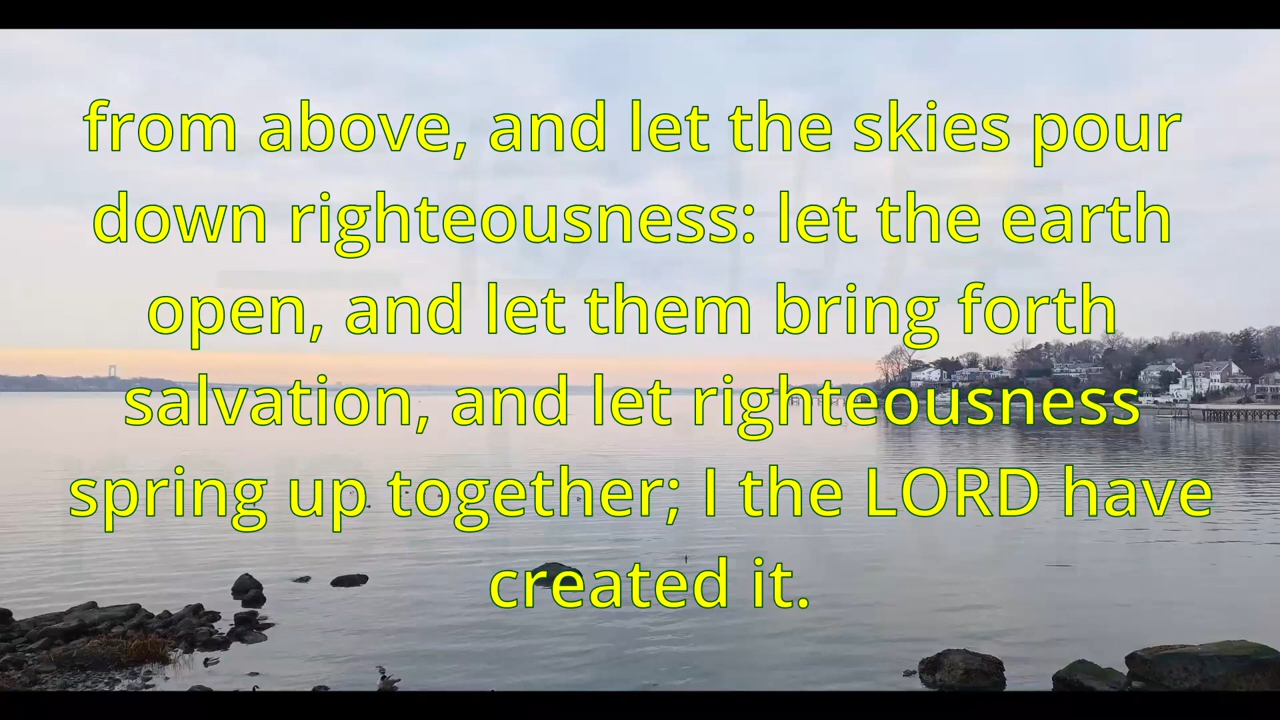 from above, and let the skies pour
down righteousness: let the earth
open, and let them bring forth
salvation, and let righteousness
spring up together; I the LORD have
created it.